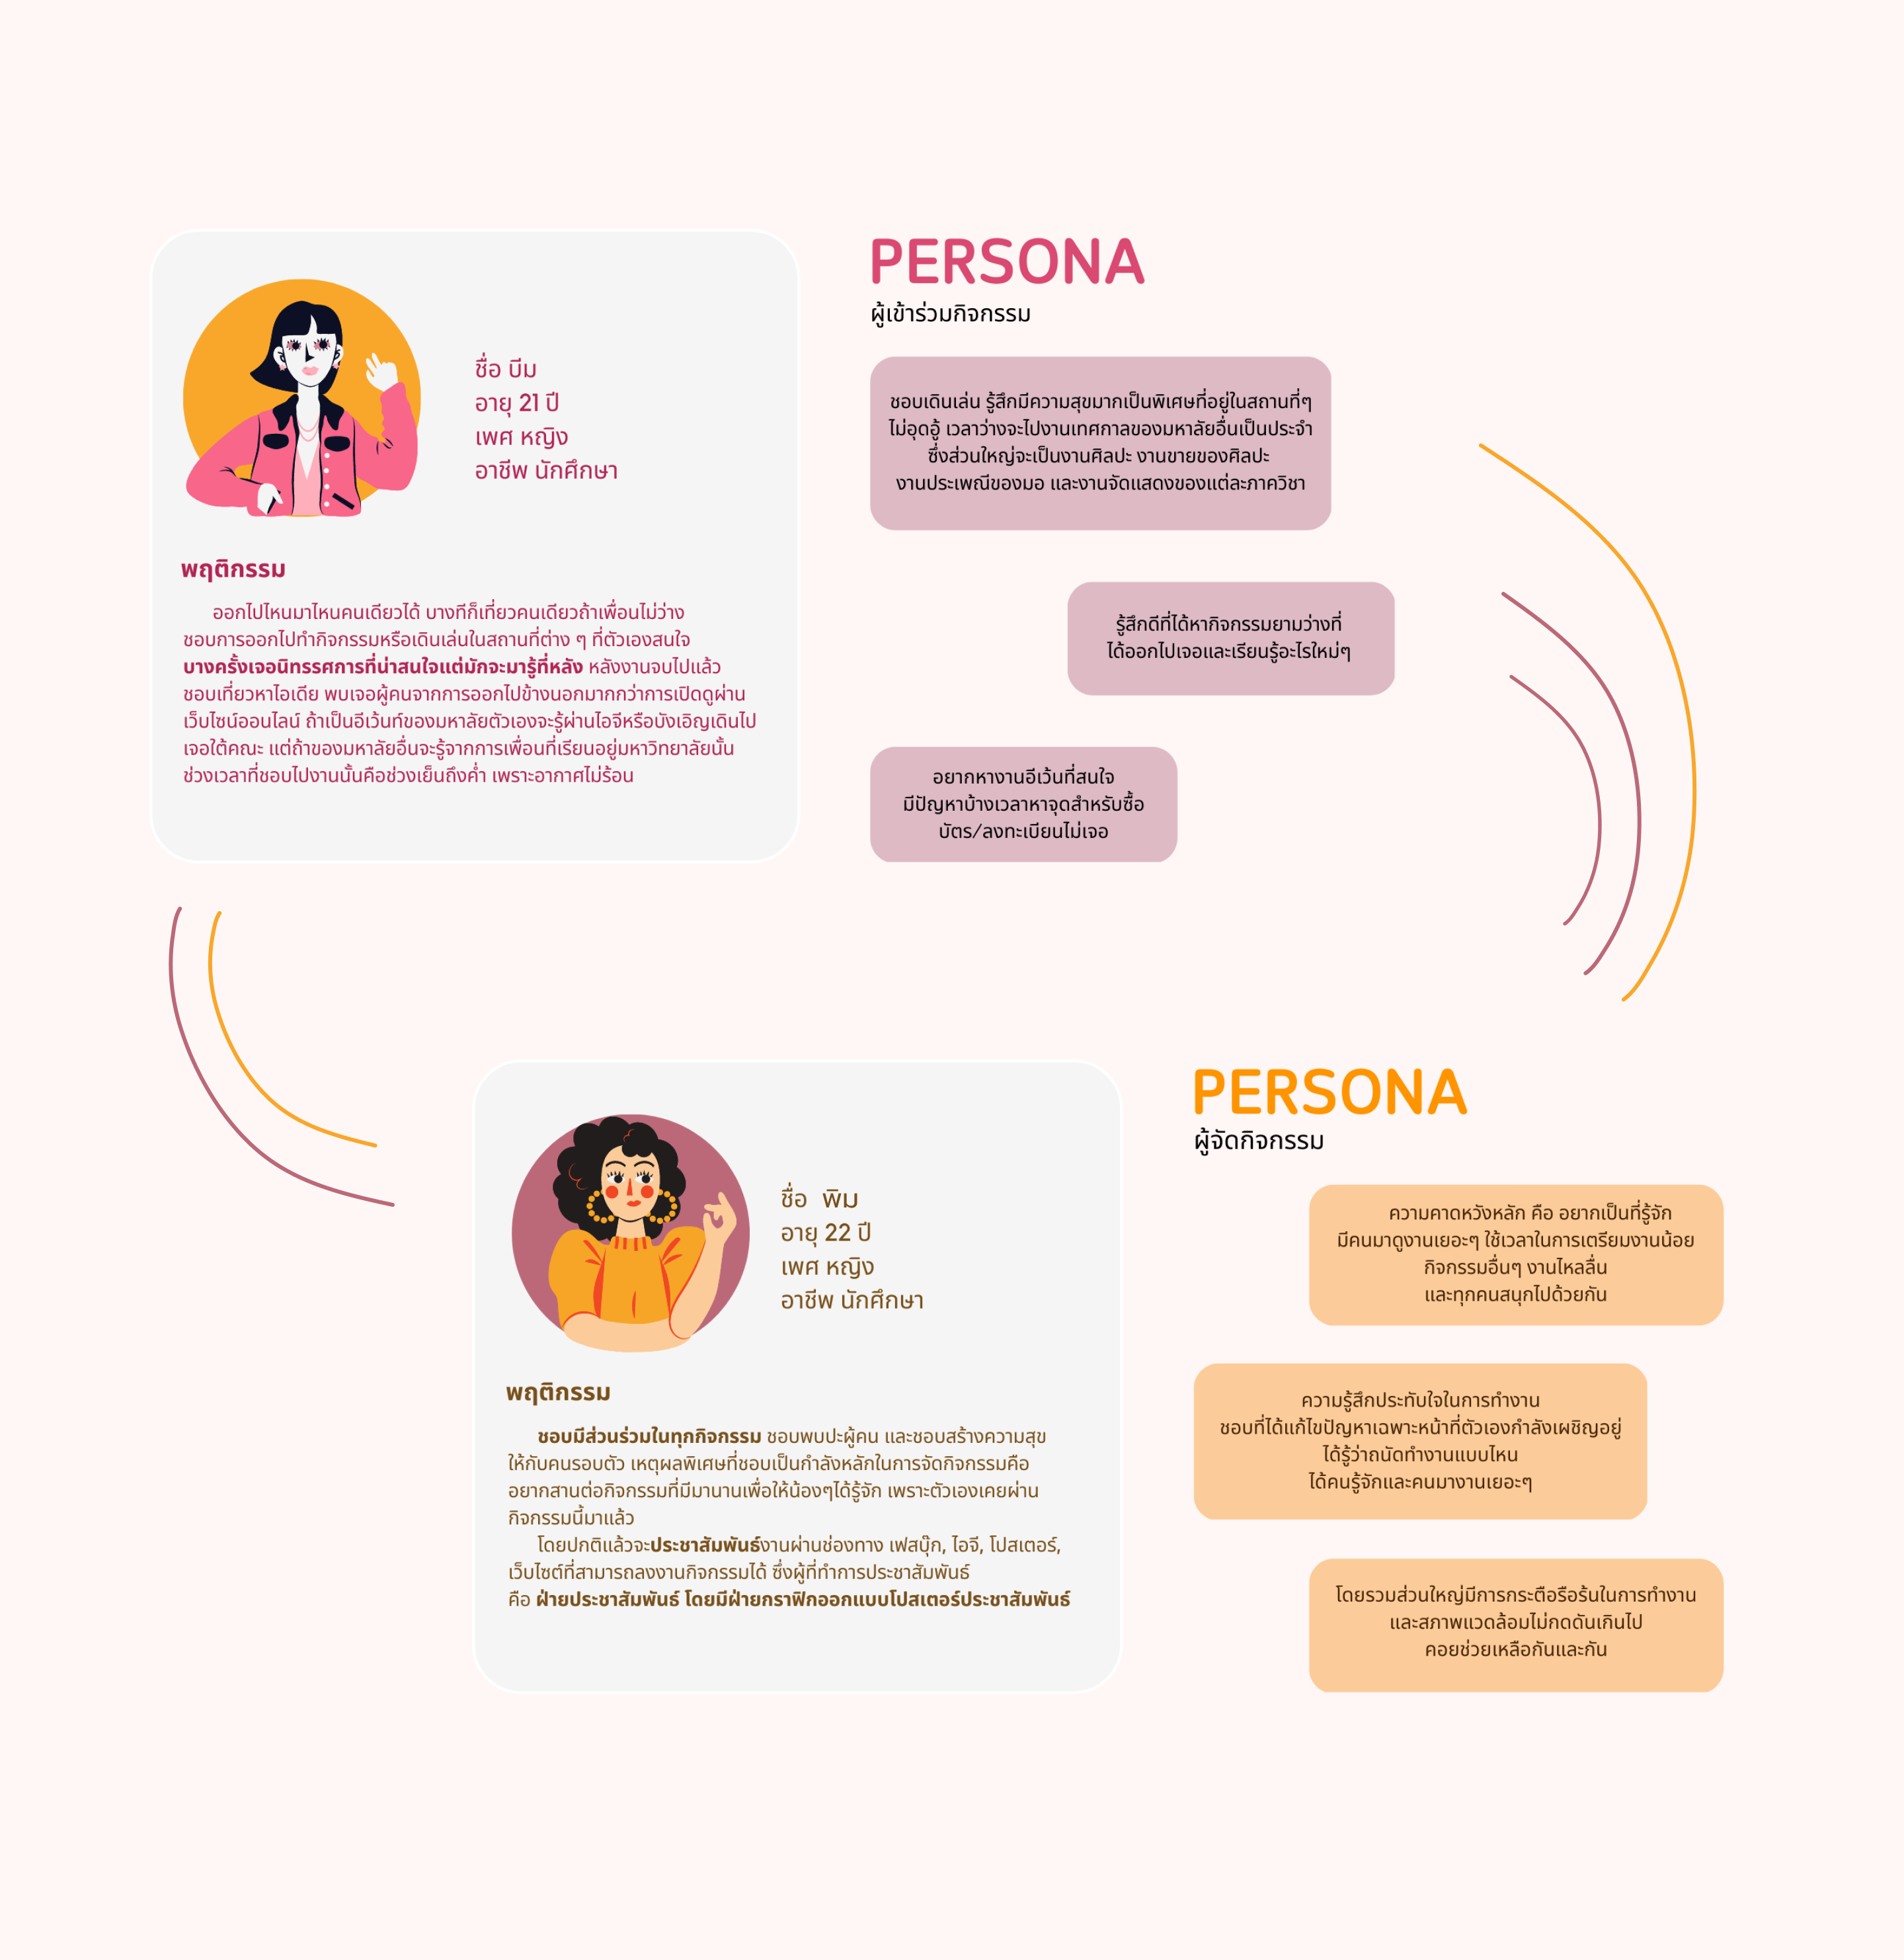 PERSONA
ผู้เข้าร่วมกิจกรรม
ชื่อ บีม
อายุ 21 ปี
เพศ หญิง
อาชีพ นักศึกษา
พฤติกรรม
ออกไปไหนมาไหนคนเดียวได้ บางทีก็เที่ยวคนเดียวถ้าเพื่อนไม่ว่าง
ชอบการออกไปทำกิจกรรมหรือเดินเล่นในสถานที่ต่าง ๆ ที่ตัวเองสนใจ
บางครั้งเจอนิทรรศการที่น่าสนใจแต่มักจะมารู้ที่หลัง หลังงานจบไปแล้ว
ชอบเที่ยวหาไอเดีย พบเจอผู้คนจากการออกไปข้างนอกมากกว่าการเปิดดูผ่าน
เว็บไซน์ออนไลน์ ถ้าเป็นอีเว้นท์ของมหาลัยตัวเองจะรู้ผ่านไอจีหรือบังเอิญเดินไป
เจอใต้คณะ แต่ถ้าของมหาลัยอื่นจะรู้จากการเพื่อนที่เรียนอยู่มหาวิทยาลัยนั้น
ช่วงเวลาที่ชอบไปงานนั้นคือช่วงเย็นถึงค่ำ เพราะอากาศไม่ร้อน
ชอบเดินเล่น รู้สึกมีความสุขมากเป็นพิเศษที่อยู่ในสถานที่ๆ
ไม่อุดอู้ เวลาว่างจะไปงานเทศกาลของมหาลัยอื่นเป็นประจำ
ซึ่งส่วนใหญ่จะเป็นงานศิลปะ งานขายของศิลปะ
งานประเพณีของมอ และงานจัดแสดงของแต่ละภาควิชา
รู้สึกดีที่ได้หากิจกรรมยามว่างที่
ได้ออกไปเจอและเรียนรู้อะไรใหม่ๆ
อยากหางานอีเว้นที่สนใจ
มีปัญหาบ้างเวลาหาจุดสำหรับซื้อ
บัตร/ลงทะเบียนไม่เจอ
PERSONA
ผู้จัดกิจกรรม
ชื่อ พิม
อายุ 22 ปี
เพศ หญิง
อาชีพ นักศึกษา
พฤติกรรม
ชอบมีส่วนร่วมในทุกกิจกรรม ชอบพบปะผู้คน และชอบสร้างความสุข
ให้กับคนรอบตัว เหตุผลพิเศษที่ชอบเป็นกำลังหลักในการจัดกิจกรรมคือ
อยากสานต่อกิจกรรมที่มีมานานเพื่อให้น้องๆได้รู้จัก เพราะตัวเองเคยผ่าน
กิจกรรมนี้มาแล้ว
โดยปกติแล้วจะประชาสัมพันธ์งานผ่านช่องทาง เฟสบุ๊ก, ไอจี, โปสเตอร์,
เว็บไซต์ที่สามารถลงงานกิจกรรมได้ ซึ่งผู้ที่ทำการประชาสัมพันธ์
คือ ฝ่ายประชาสัมพันธ์ โดยมีฝ่ายกราฟิกออกแบบโปสเตอร์ประชาสัมพันธ์
ความคาดหวังหลัก คือ อยากเป็นที่รู้จัก
มีคนมาดูงานเยอะๆ ใช้เวลาในการเตรียมงานน้อย
กิจกรรมอื่นๆ งานไหลลื่น
และทุกคนสนุกไปด้วยกัน
ความรู้สึกประทับใจในการทำงาน
ชอบที่ได้แก้ไขปัญหาเฉพาะหน้าที่ตัวเองกำลังเผชิญอยู่
ได้รู้ว่าถนัดทำงานแบบไหน
ได้คนรู้จักและคนมางานเยอะๆ
โดยรวมส่วนใหญ่มีการกระตือรือร้นในการทำงาน
และสภาพแวดล้อมไม่กดดันเกินไป
คอยช่วยเหลือกันและกัน